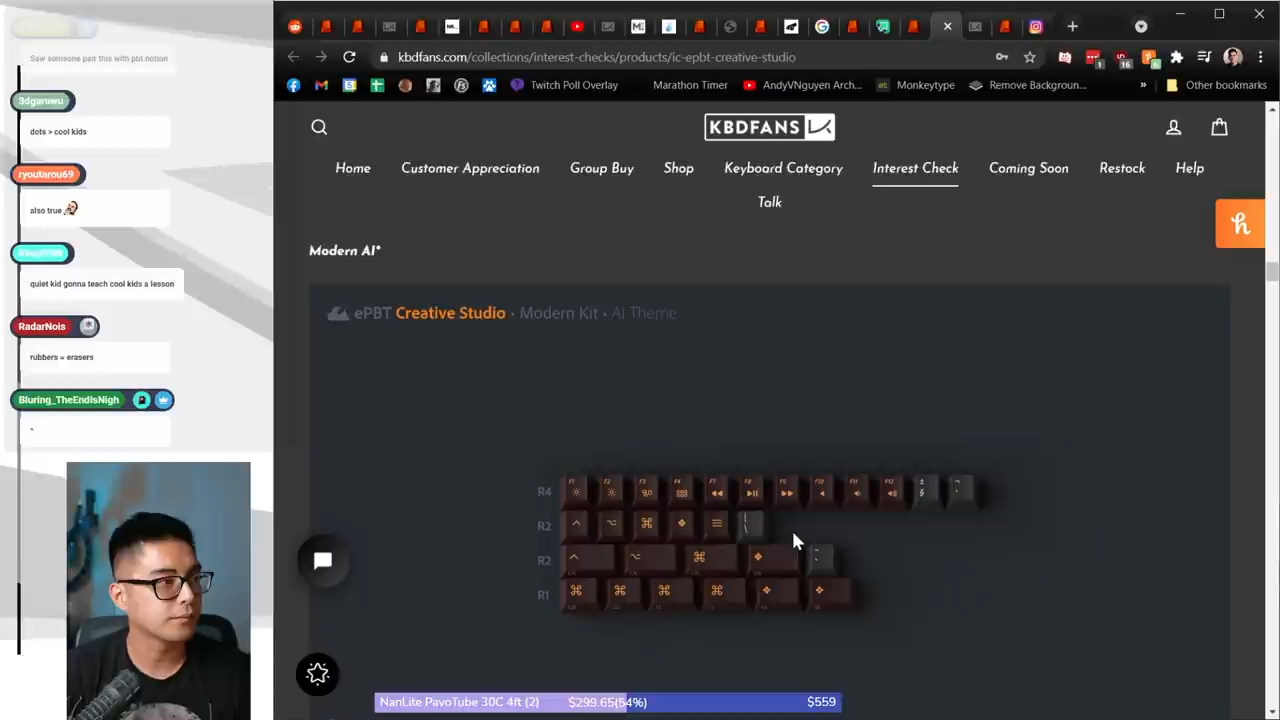 Saw someone pair this with pbt notion
3dgaruwu
dots > cool kids
ryoutarou69
also true
quiet kid gonna teach cool kids a lesson
RadarNois
rubbers = erasers
Bluring_TheEndIsNigh
kbdfans.com/collections/interest-checks/products/ic-epbt-creative-studio
Twitch Poll Overlay
Marathon Timer
AndyVNguyen Arch...
Monkeytype
Remove Backgroun...
»
Other bookmarks
KBDFANS
Home
Customer Appreciation
Group Buy
Shop
Keyboard Category
Interest Check
Coming Soon
Restock
Help
Talk
Modern AI*
ePBT Creative Studio • Modern Kit • AI Theme
R4
R2
R2
R1
NanLite PavoTube 30C 4ft (2)
$299.65(54%)
$559